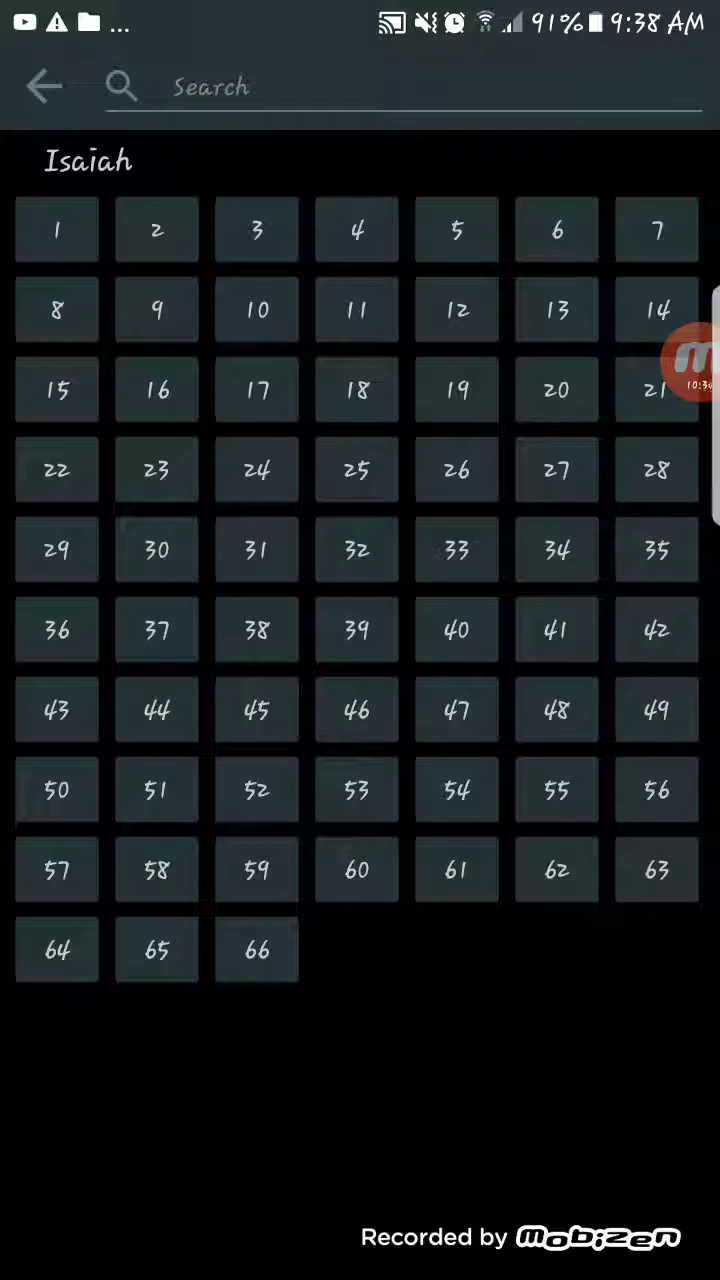 ... 91% 9:38 AM
Search
Isaiah
1 2 3 4 5 6 7
8 9 10 11 12 13 14
15 16 17 18 19 20 21
22 23 24 25 26 27 28
29 30 31 32 33 34 35
36 37 38 39 40 41 42
43 44 45 46 47 48 49
50 51 52 53 54 55 56
57 58 59 60 61 62 63
64 65 66
Recorded by mobizen